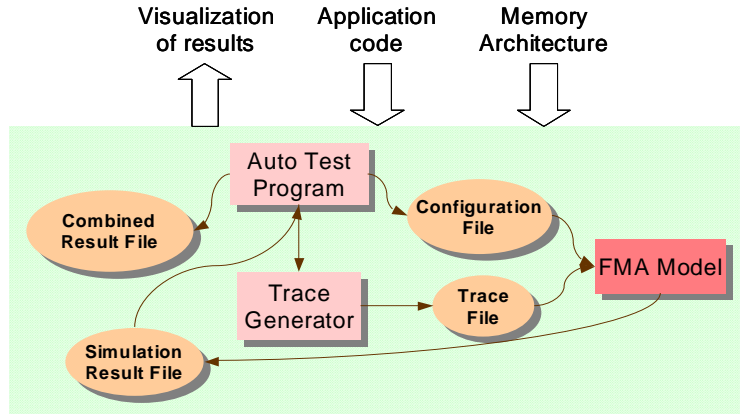 Visualization
of results
Application
code
Memory
Architecture
Auto Test
Program
Combined
Result File
Configuration
File
FMA Model
Trace
Generator
Trace
File
Simulation
Result File